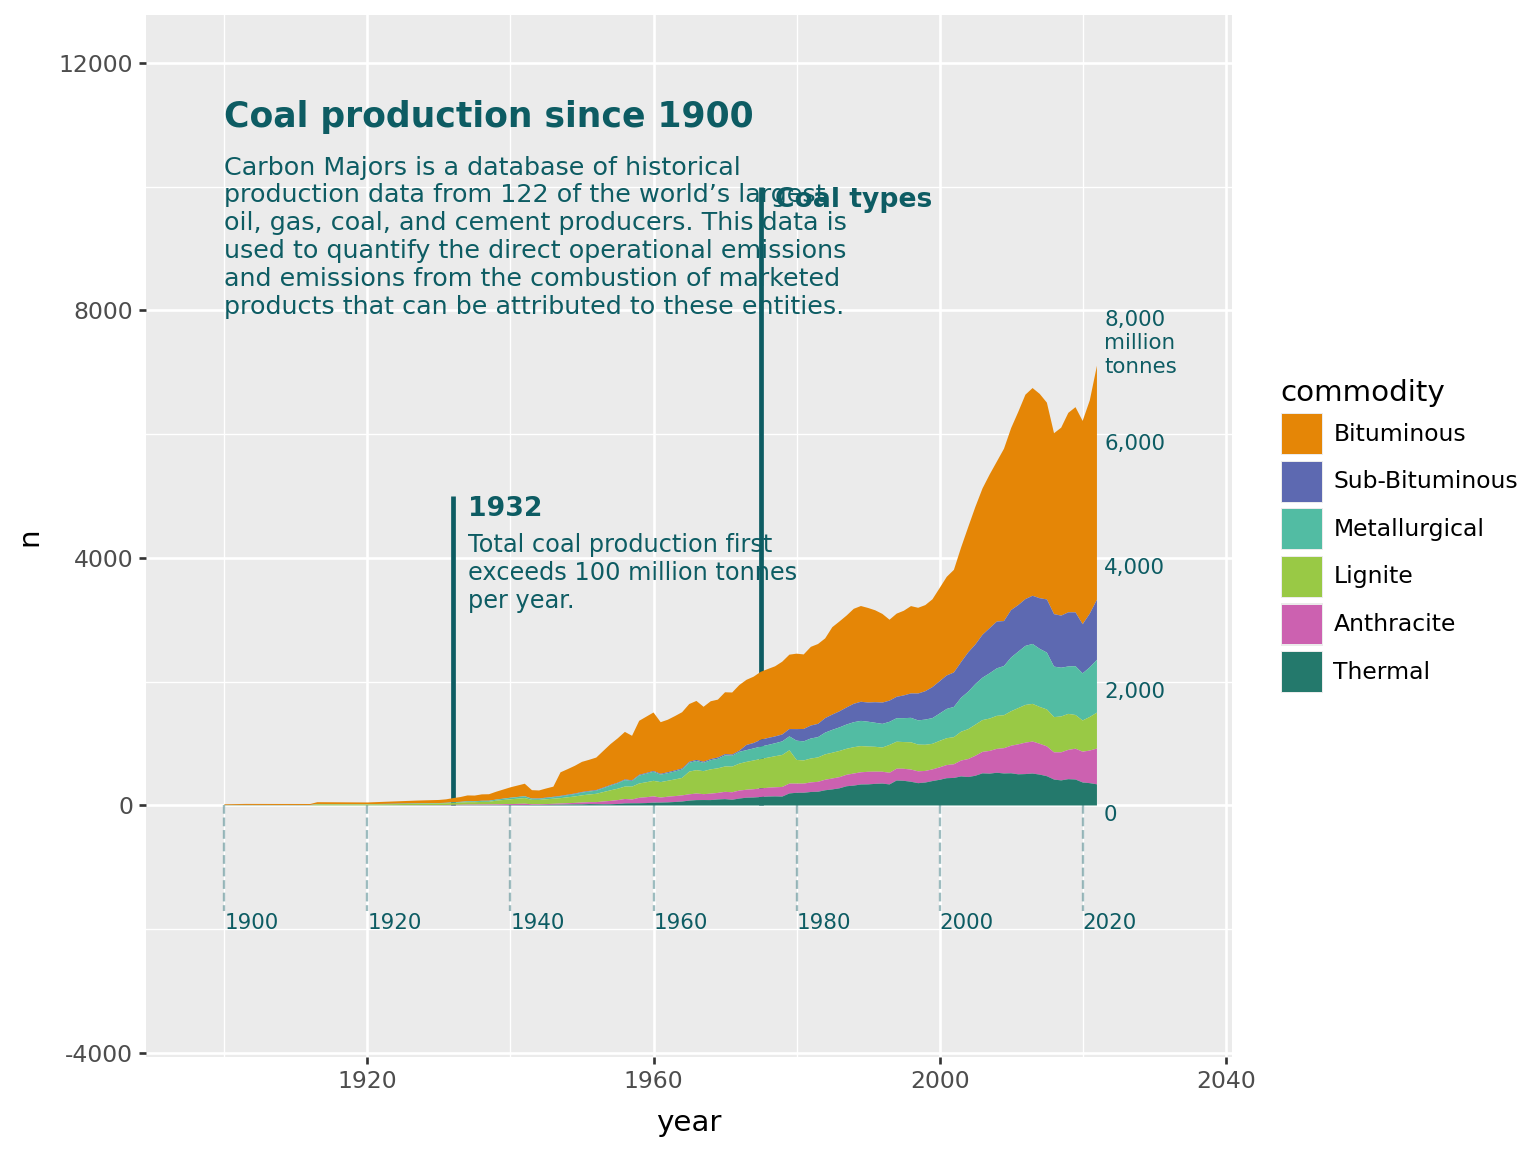 12000
8000
4000
0
-4000
n
Coal production since 1900
Carbon Majors is a database of historical
production data from 122 of the world’s largest
oil, gas, coal, and cement producers. This data is
used to quantify the direct operational emissions
and emissions from the combustion of marketed
products that can be attributed to these entities.
Coal types
1932
Total coal production first
exceeds 100 million tonnes
per year.
8,000
million
tonnes
6,000
4,000
2,000
0
1900 1920 1940 1960 1980 2000 2020
1920 1960 2000 2040
year
commodity
Bituminous
Sub-Bituminous
Metallurgical
Lignite
Anthracite
Thermal